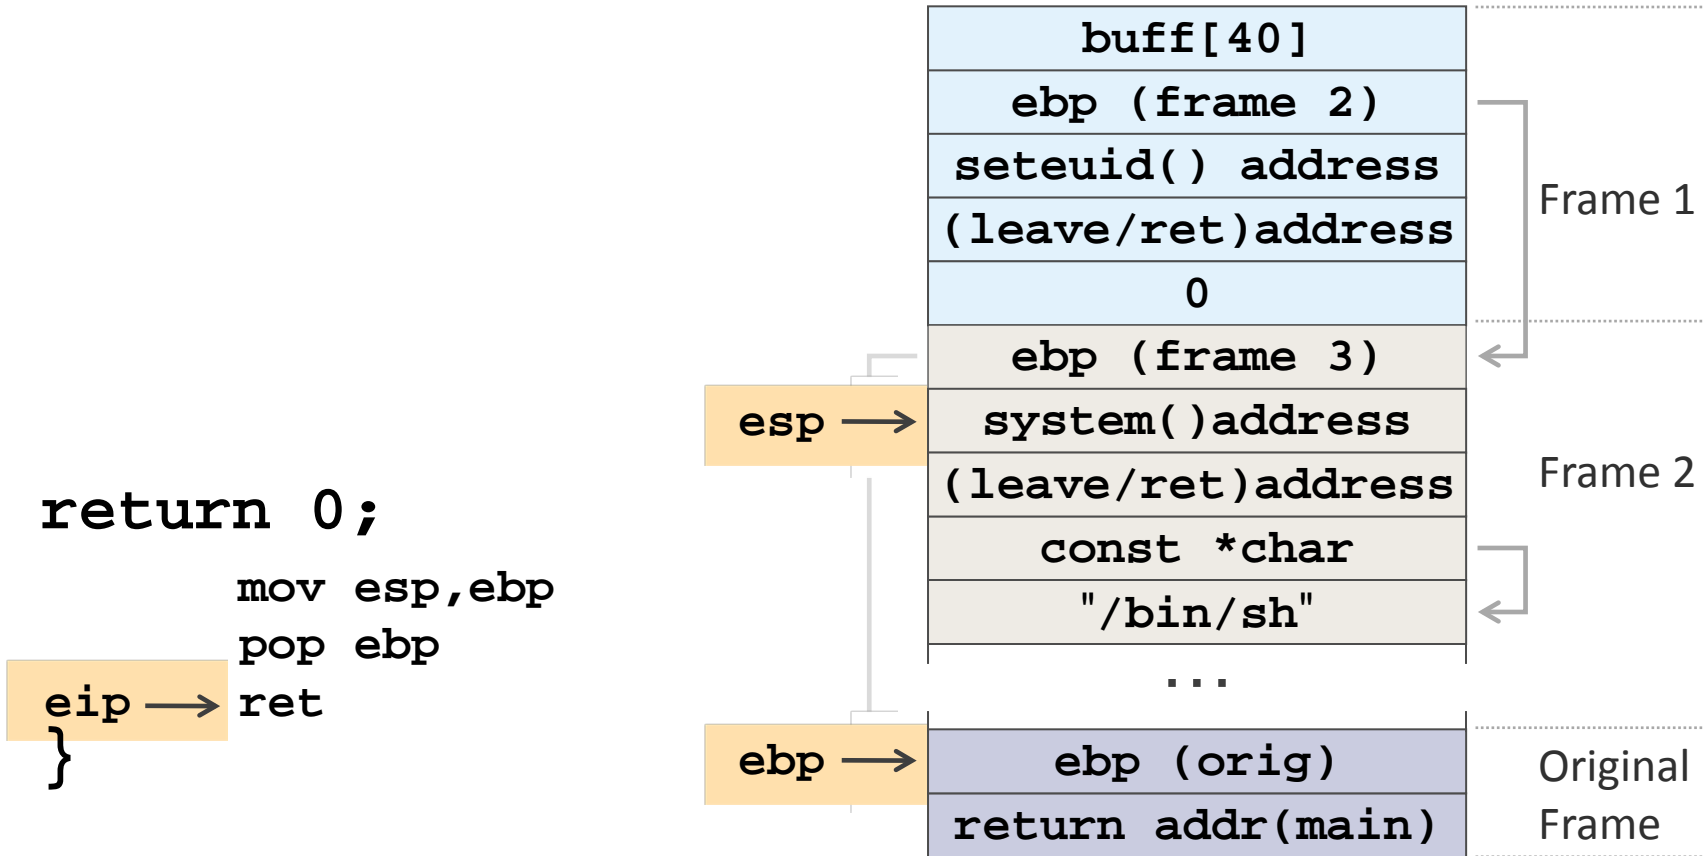 buff[40]
ebp (frame 2)
seteuid() address
(leave/ret)address
0
Frame 1
ebp (frame 3)
esp
system()address
(leave/ret)address
const *char
"/bin/sh"
Frame 2
return 0;
mov esp,ebp
pop ebp
eip
ret
}
...
ebp
ebp (orig)
return addr(main)
Original
Frame